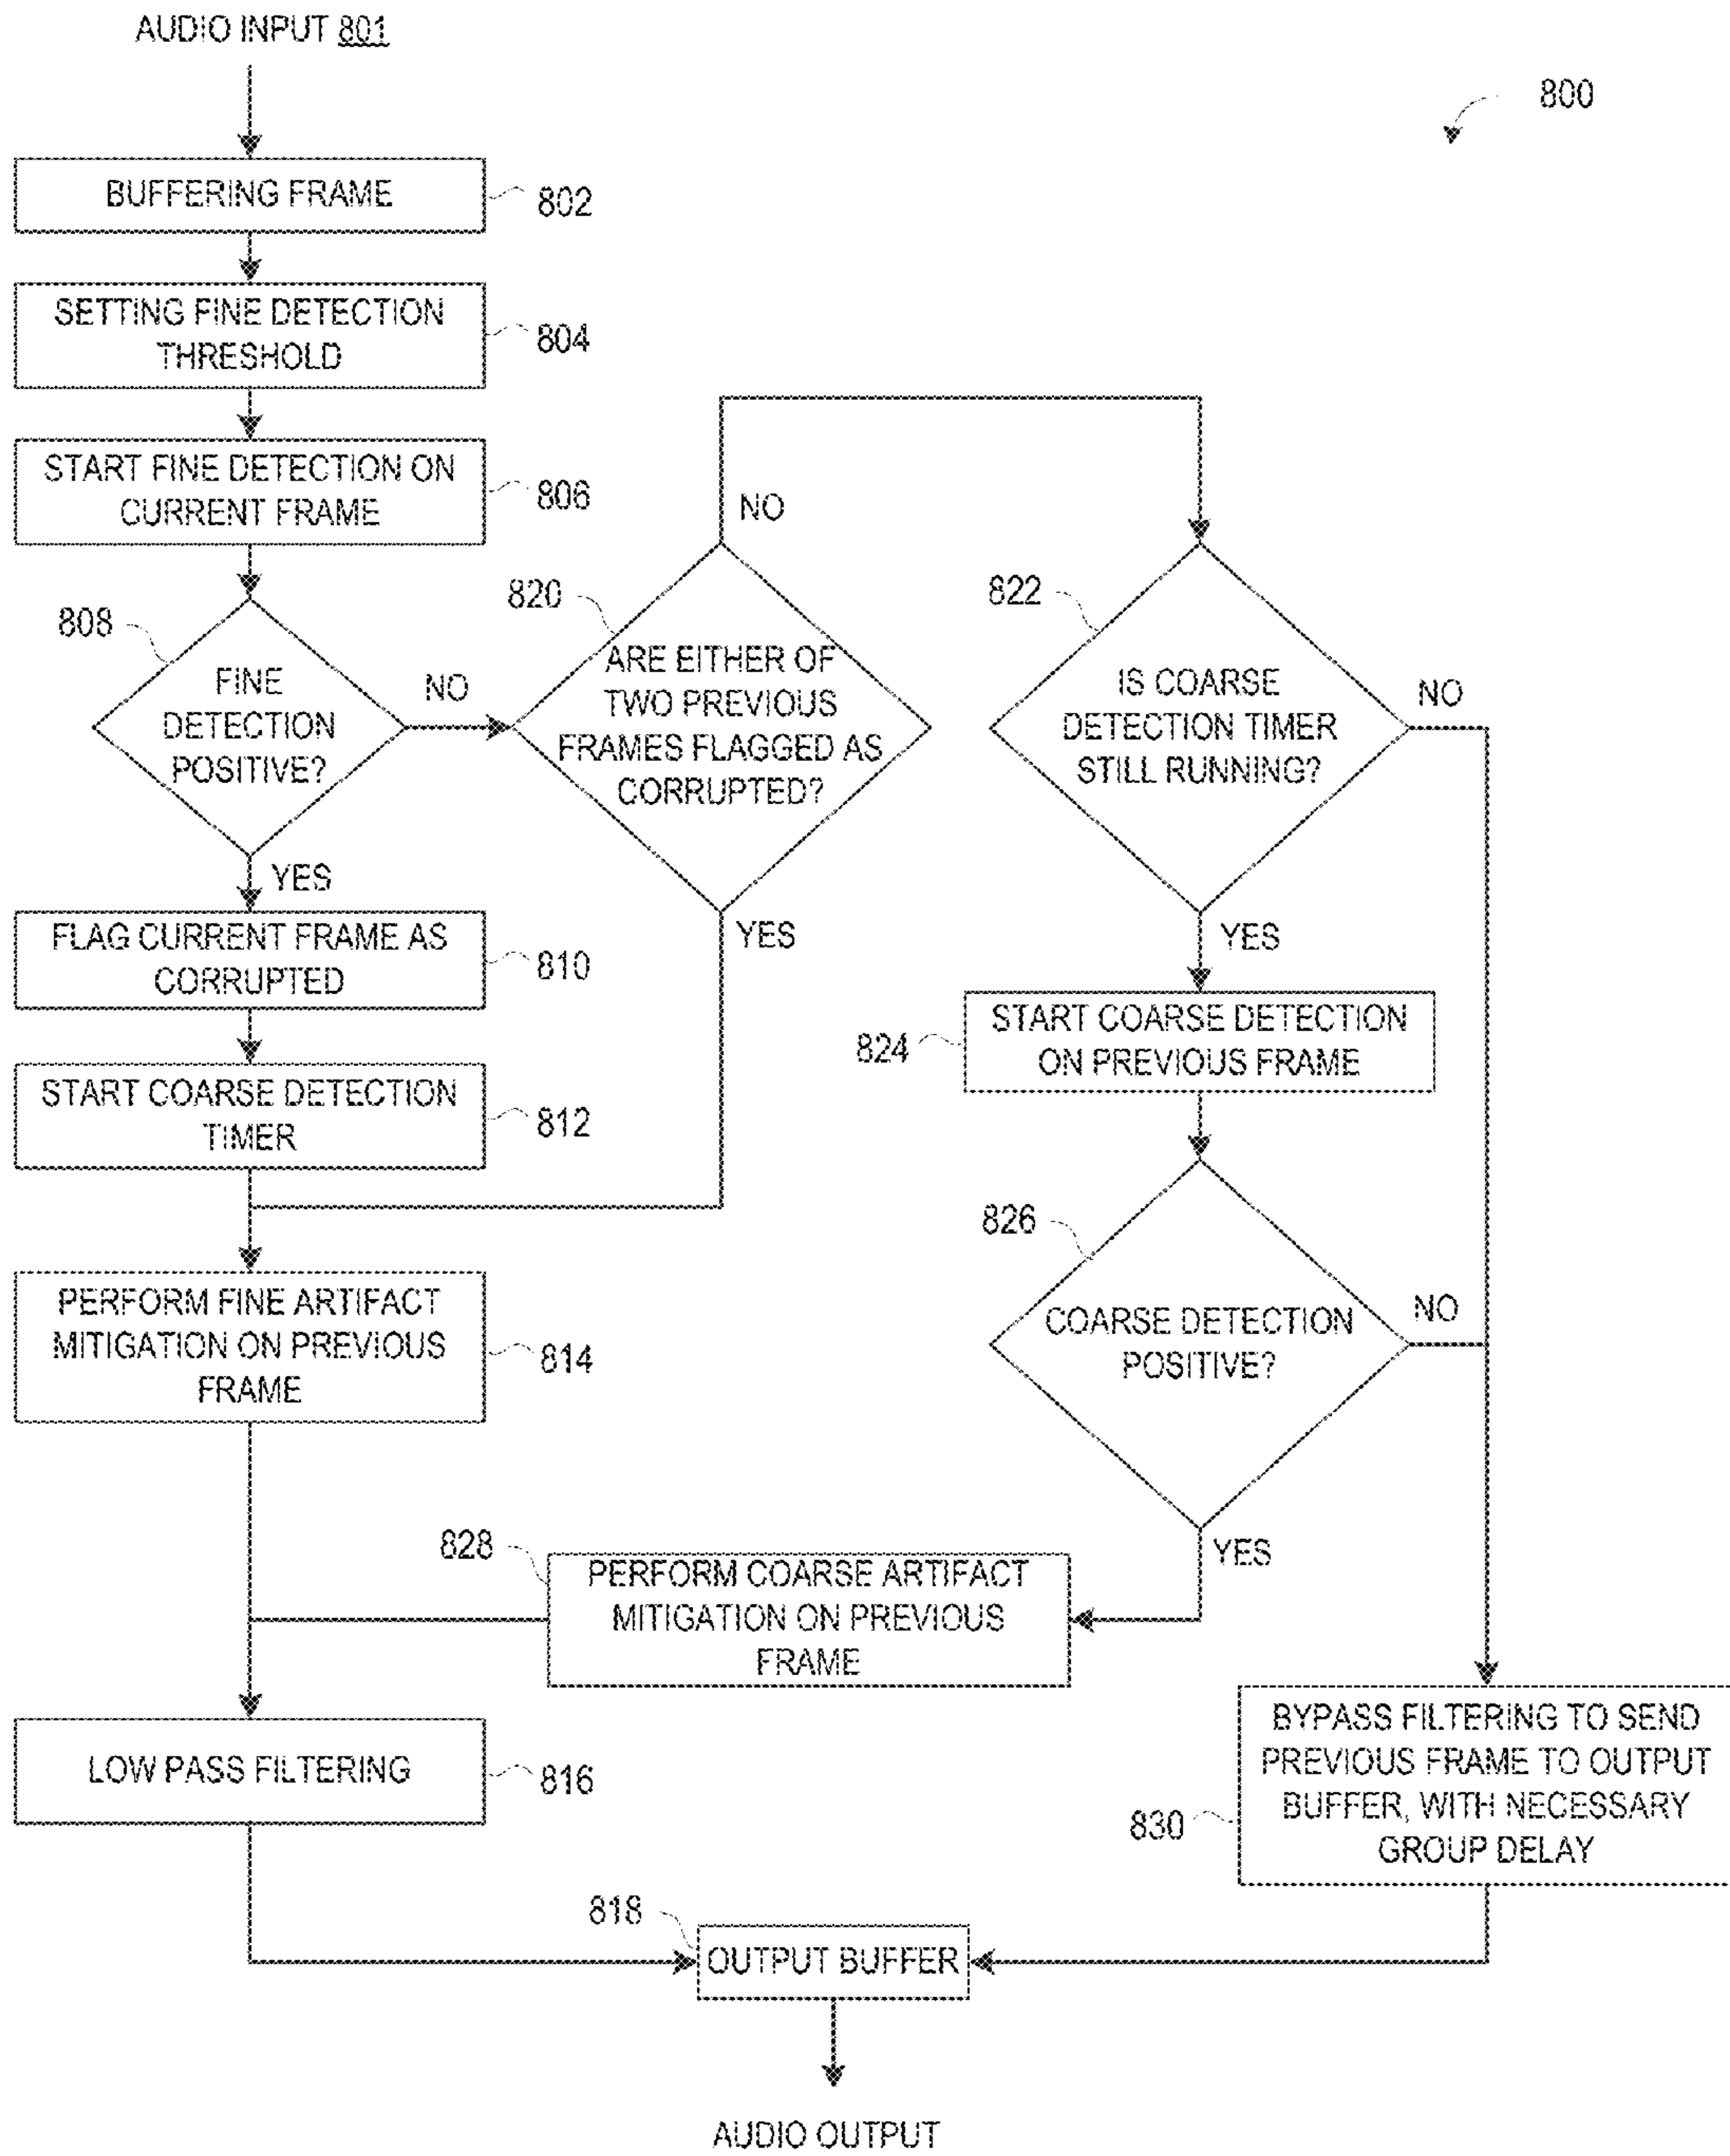 AUDIO INPUT 801
800
BUFFERING FRAME
802
SETTING FINE DETECTION
THRESHOLD
804
START FINE DETECTION ON
CURRENT FRAME
806
808
FINE
DETECTION
POSITIVE?
NO
YES
820
ARE EITHER OF
TWO PREVIOUS
FRAMES FLAGGED AS
CORRUPTED?
NO
YES
822
IS COARSE
DETECTION TIMER
STILL RUNNING?
NO
YES
FLAG CURRENT FRAME AS
CORRUPTED
810
START COARSE DETECTION
TIMER
812
824
START COARSE DETECTION
ON PREVIOUS FRAME
826
COARSE DETECTION
POSITIVE?
NO
YES
PERFORM FINE ARTIFACT
MITIGATION ON PREVIOUS
FRAME
814
828
PERFORM COARSE ARTIFACT
MITIGATION ON PREVIOUS
FRAME
LOW PASS FILTERING
816
BYPASS FILTERING TO SEND
PREVIOUS FRAME TO OUTPUT
BUFFER, WITH NECESSARY
GROUP DELAY
830
818
OUTPUT BUFFER
AUDIO OUTPUT